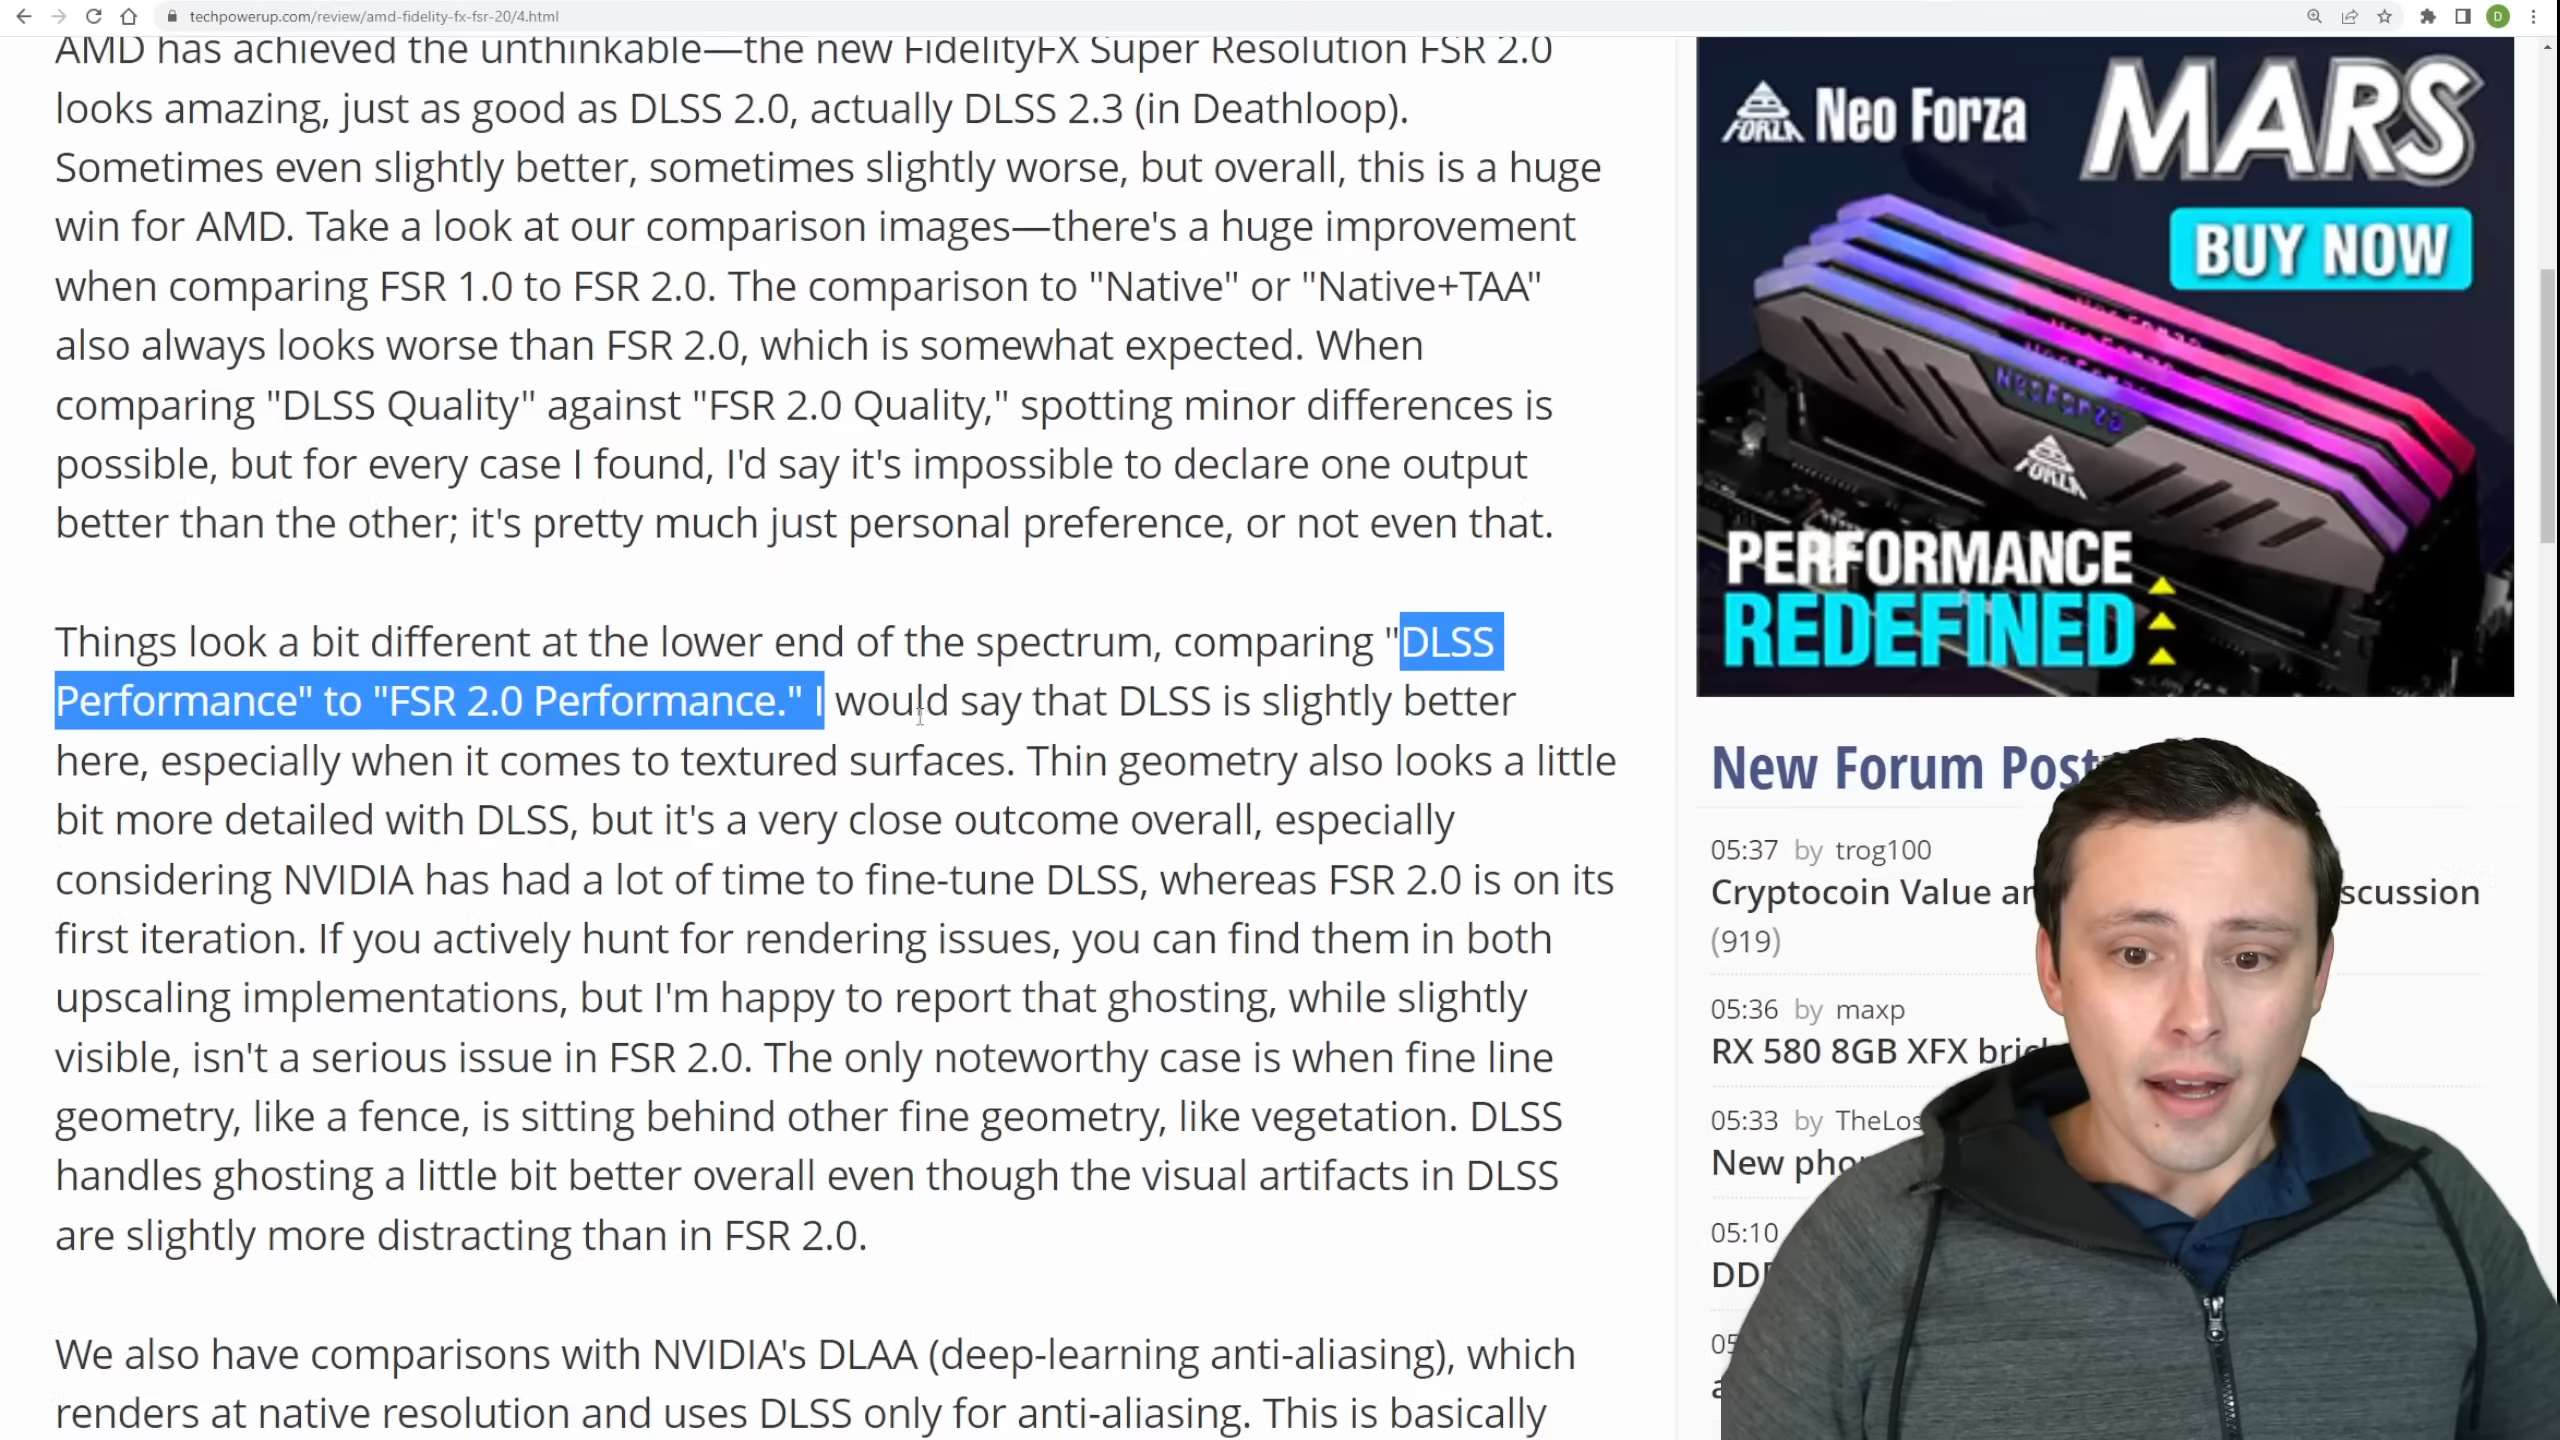 techpowerup.com/review/amd-fidelity-fx-fsr-20/4.html
D
AMD has achieved the unthinkable—the new FidelityFX Super Resolution FSR 2.0
looks amazing, just as good as DLSS 2.0, actually DLSS 2.3 (in Deathloop).
Sometimes even slightly better, sometimes slightly worse, but overall, this is a huge
win for AMD. Take a look at our comparison images—there's a huge improvement
when comparing FSR 1.0 to FSR 2.0. The comparison to "Native" or "Native+TAA"
also always looks worse than FSR 2.0, which is somewhat expected. When
comparing "DLSS Quality" against "FSR 2.0 Quality," spotting minor differences is
possible, but for every case I found, I'd say it's impossible to declare one output
better than the other; it's pretty much just personal preference, or not even that.
Things look a bit different at the lower end of the spectrum, comparing "DLSS
Performance" to "FSR 2.0 Performance." I would say that DLSS is slightly better
here, especially when it comes to textured surfaces. Thin geometry also looks a little
bit more detailed with DLSS, but it's a very close outcome overall, especially
considering NVIDIA has had a lot of time to fine-tune DLSS, whereas FSR 2.0 is on its
first iteration. If you actively hunt for rendering issues, you can find them in both
upscaling implementations, but I'm happy to report that ghosting, while slightly
visible, isn't a serious issue in FSR 2.0. The only noteworthy case is when fine line
geometry, like a fence, is sitting behind other fine geometry, like vegetation. DLSS
handles ghosting a little bit better overall even though the visual artifacts in DLSS
are slightly more distracting than in FSR 2.0.
We also have comparisons with NVIDIA's DLAA (deep-learning anti-aliasing), which
renders at native resolution and uses DLSS only for anti-aliasing. This is basically
FORZA Neo Forza
MARS
BUY NOW
NEOFORZA
FORZA
PERFORMANCE
REDEFINED
New Forum Post
05:37 by trog100
Cryptocoin Value an scussion
(919)
05:36 by maxp
RX 580 8GB XFX bric
05:33 by TheLos
New pho
05:10
DD